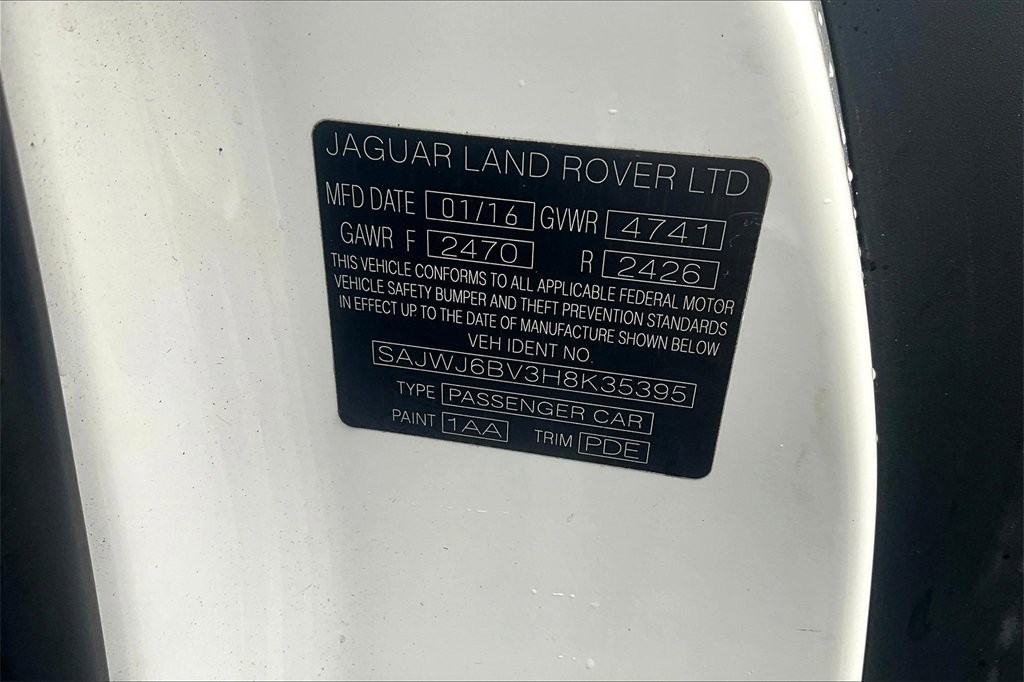 JAGUAR LAND ROVER LTD
MFD DATE 01/16 GVWR 4741
GAWR F 2470 R 2426
THIS VEHICLE CONFORMS TO ALL APPLICABLE FEDERAL MOTOR
VEHICLE SAFETY BUMPER AND THEFT PREVENTION STANDARDS
IN EFFECT UP TO THE DATE OF MANUFACTURE SHOWN BELOW
VEH IDENT NO.
SAJWJ6BV3H8K35395
TYPE PASSENGER CAR
PAINT 1AA TRIM PDE